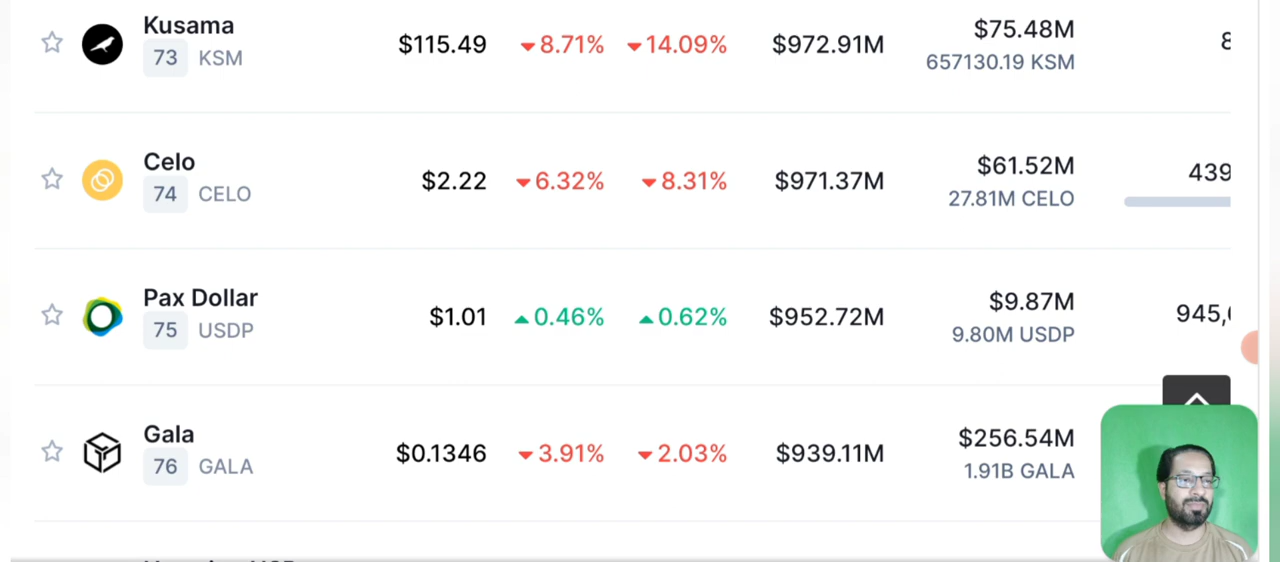 Kusama
73 KSM
$115.49 8.71% 14.09% $972.91M
$75.48M
657130.19 KSM
Celo
74 CELO
$2.22 6.32% 8.31% $971.37M
$61.52M
27.81M CELO
439
Pax Dollar
75 USDP
$1.01 0.46% 0.62% $952.72M
$9.87M
9.80M USDP
945,
Gala
76 GALA
$0.1346 3.91% 2.03% $939.11M
$256.54M
1.91B GALA